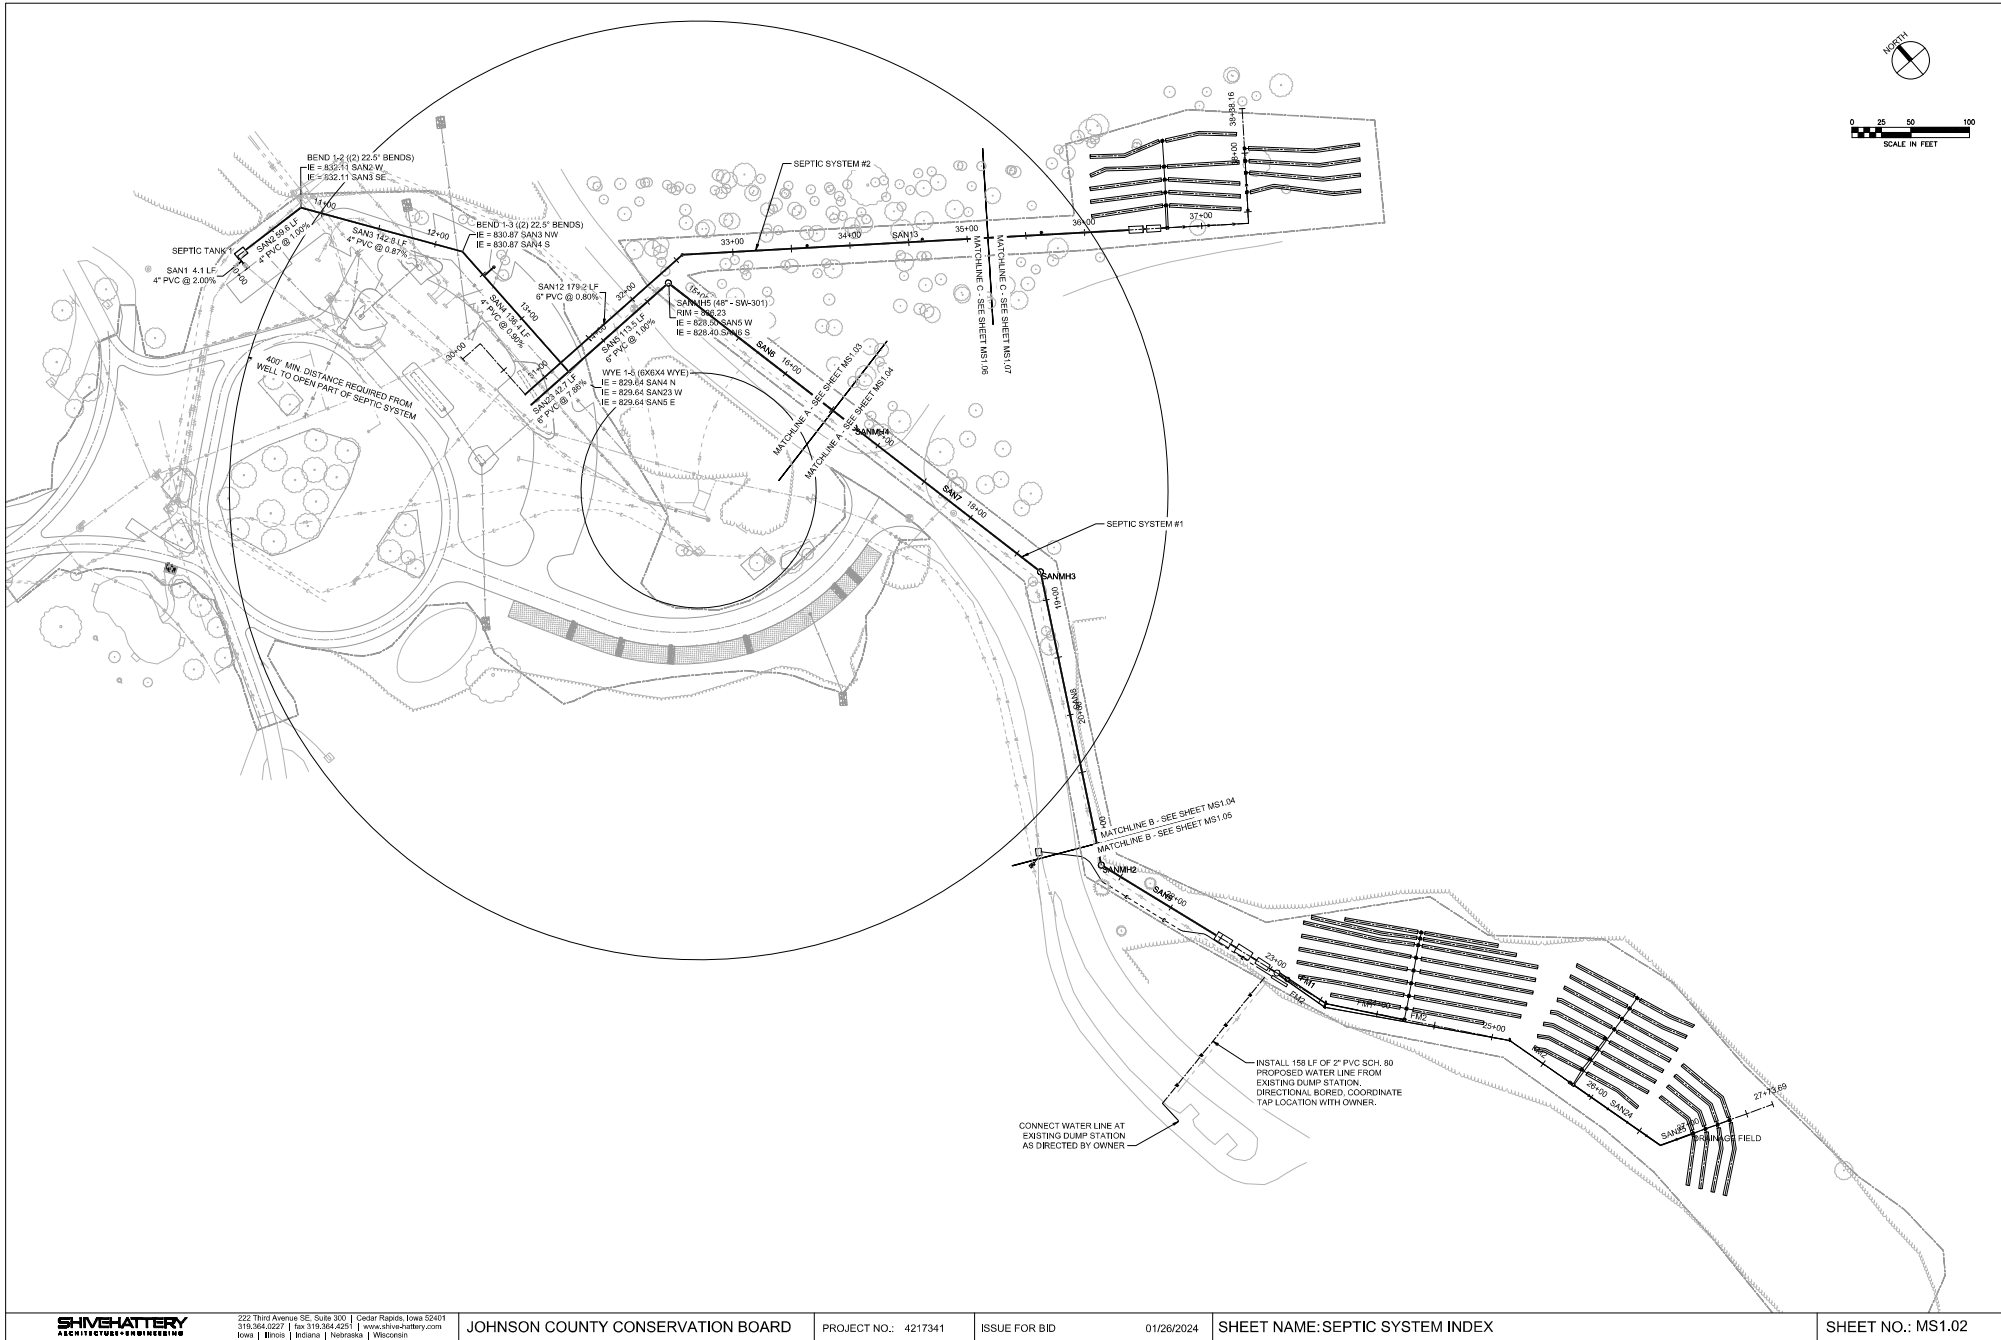 NORTH
0 25 50 100
SCALE IN FEET
BEND 1-2 ((2) 22.5° BENDS)
IE = 832.11 SAN2 W
IE = 832.11 SAN3 SE
11+00
12+00
SAN3 142.8 LF
4" PVC @ 0.87%
SAN2 59.6 LF
4" PVC @ 1.00%
SEPTIC TANK 1
10+00
SAN1 4.1 LF
4" PVC @ 2.00%
BEND 1-3 ((2) 22.5° BENDS)
IE = 830.87 SAN3 NW
IE = 830.87 SAN4 S
SAN4 136.4 LF
4" PVC @ 0.90%
13+00
SAN12 179.2 LF
6" PVC @ 0.80%
32+00
14+00
SAN5 113.5 LF
6" PVC @ 1.00%
30+00
31+00
SAN23 42.7 LF
6" PVC @ 7.86%
WYE 1-5 (6X6X4 WYE)
IE = 829.64 SAN4 N
IE = 829.64 SAN23 W
IE = 829.64 SAN5 E
SANMH5 (48" - SW-301)
RIM = 836.23
IE = 828.50 SAN5 W
IE = 828.40 SAN6 S
400' MIN. DISTANCE REQUIRED FROM
WELL TO OPEN PART OF SEPTIC SYSTEM
SEPTIC SYSTEM #2
33+00
34+00
SAN13
35+00
36+00
37+00
38+00
38+38.16
MATCHLINE C - SEE SHEET MS1.06
MATCHLINE C - SEE SHEET MS1.07
SAN6
16+00
MATCHLINE A - SEE SHEET MS1.03
MATCHLINE A - SEE SHEET MS1.04
SANMH4
SAN7
18+00
SEPTIC SYSTEM #1
SANMH3
19+00
SAN8
20+00
MATCHLINE B - SEE SHEET MS1.04
MATCHLINE B - SEE SHEET MS1.05
SANMH2
SAN9
23+00
FM1
FM2
FM2
25+00
26+00
SAN24
27+73.69
DRAINAGE FIELD
INSTALL 158 LF OF 2" PVC SCH. 80
PROPOSED WATER LINE FROM
EXISTING DUMP STATION.
DIRECTIONAL BORED, COORDINATE
TAP LOCATION WITH OWNER.
CONNECT WATER LINE AT
EXISTING DUMP STATION
AS DIRECTED BY OWNER
SHIVEHATTERY
ARCHITECTURE+ENGINEERING
222 Third Avenue SE, Suite 300 | Cedar Rapids, Iowa 52401
319.364.0227 | fax 319.364.4251 | www.shive-hattery.com
Iowa | Illinois | Indiana | Nebraska | Wisconsin
JOHNSON COUNTY CONSERVATION BOARD
PROJECT NO.: 4217341
ISSUE FOR BID 01/26/2024
SHEET NAME: SEPTIC SYSTEM INDEX
SHEET NO.: MS1.02